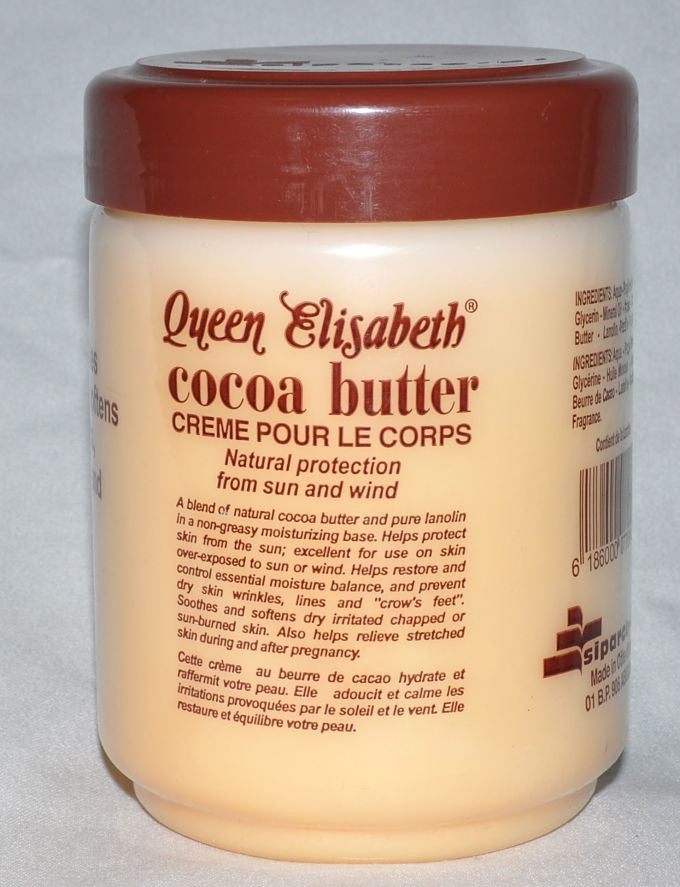 Queen Elisabeth®
cocoa butter
CREME POUR LE CORPS
Natural protection
from sun and wind
A blend of natural cocoa butter and pure lanolin
in a non-greasy moisturizing base. Helps protect
skin from the sun; excellent for use on skin
over-exposed to sun or wind. Helps restore and
control essential moisture balance, and prevent
dry skin wrinkles, lines and "crow's feet".
Soothes and softens dry irritated chapped or
sun-burned skin. Also helps relieve stretched
skin during and after pregnancy.
Cette crème au beurre de cacao hydrate et
raffermit votre peau. Elle adoucit et calme les
irritations provoquées par le soleil et le vent. Elle
restaure et équilibre votre peau.
INGREDIENTS:
Glycerin - Mineral Oil -
Butter -
INGREDIENTS:
Glycérine - Huile
Beurre de Cacao -
Fragrance.
6 186000
Made in
01 B.P.